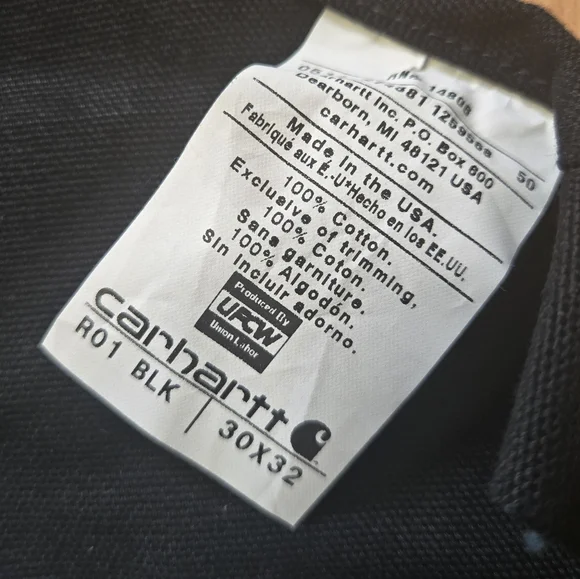 Carhartt Inc. P.O. Box 600
Dearborn, MI 48121 USA
carhartt.com
50
Made in the USA.
Fabriqué aux É.-U*Hecho en los EE.UU.
100% Cotton.
Exclusive of trimming,
100% Coton.
Sans garniture.
100% Algodón.
Sin incluir adorno.
Produced By
UFCW
Union Labor
carhartt
R01 BLK | 30X32